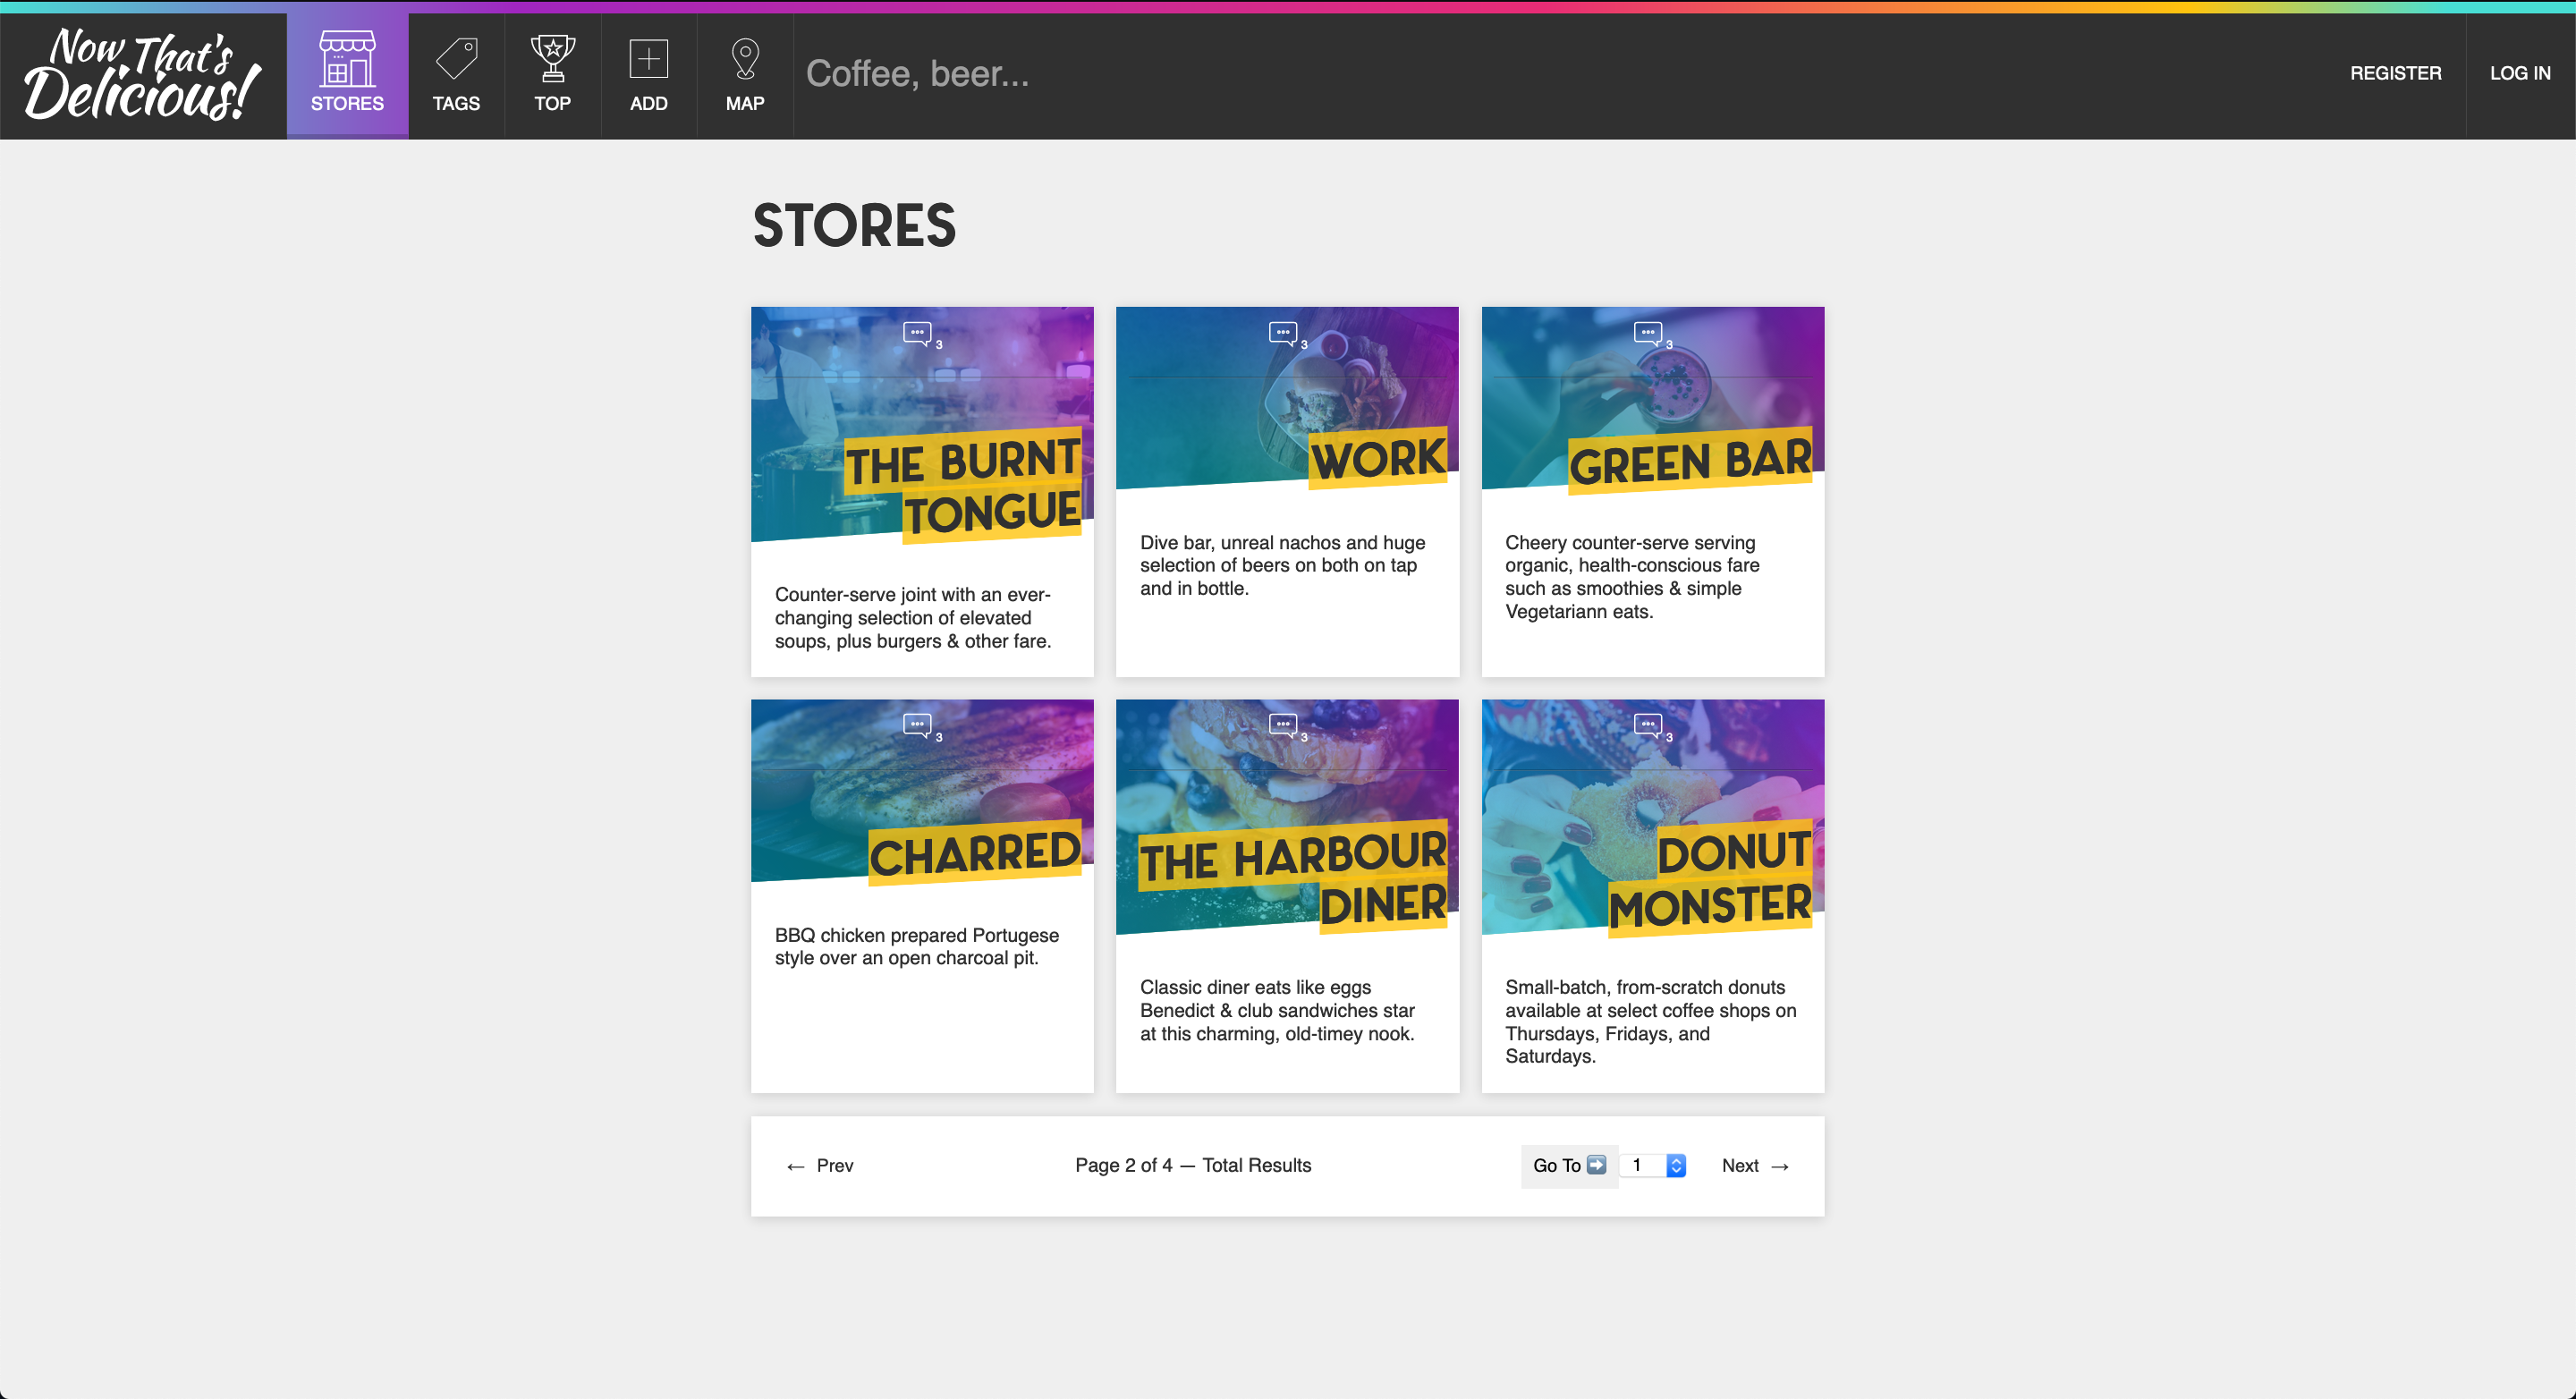 Now That's
Delicious!
STORES
TAGS
TOP
ADD
MAP
Coffee, beer...
REGISTER
LOG IN
STORES
3
THE BURNT
TONGUE
Counter-serve joint with an ever-
changing selection of elevated
soups, plus burgers & other fare.
3
WORK
Dive bar, unreal nachos and huge
selection of beers on both on tap
and in bottle.
3
GREEN BAR
Cheery counter-serve serving
organic, health-conscious fare
such as smoothies & simple
Vegetariann eats.
3
CHARRED
BBQ chicken prepared Portugese
style over an open charcoal pit.
3
THE HARBOUR
DINER
Classic diner eats like eggs
Benedict & club sandwiches star
at this charming, old-timey nook.
3
DONUT
MONSTER
Small-batch, from-scratch donuts
available at select coffee shops on
Thursdays, Fridays, and
Saturdays.
← Prev
Page 2 of 4 — Total Results
Go To ➡️ 1
Next →